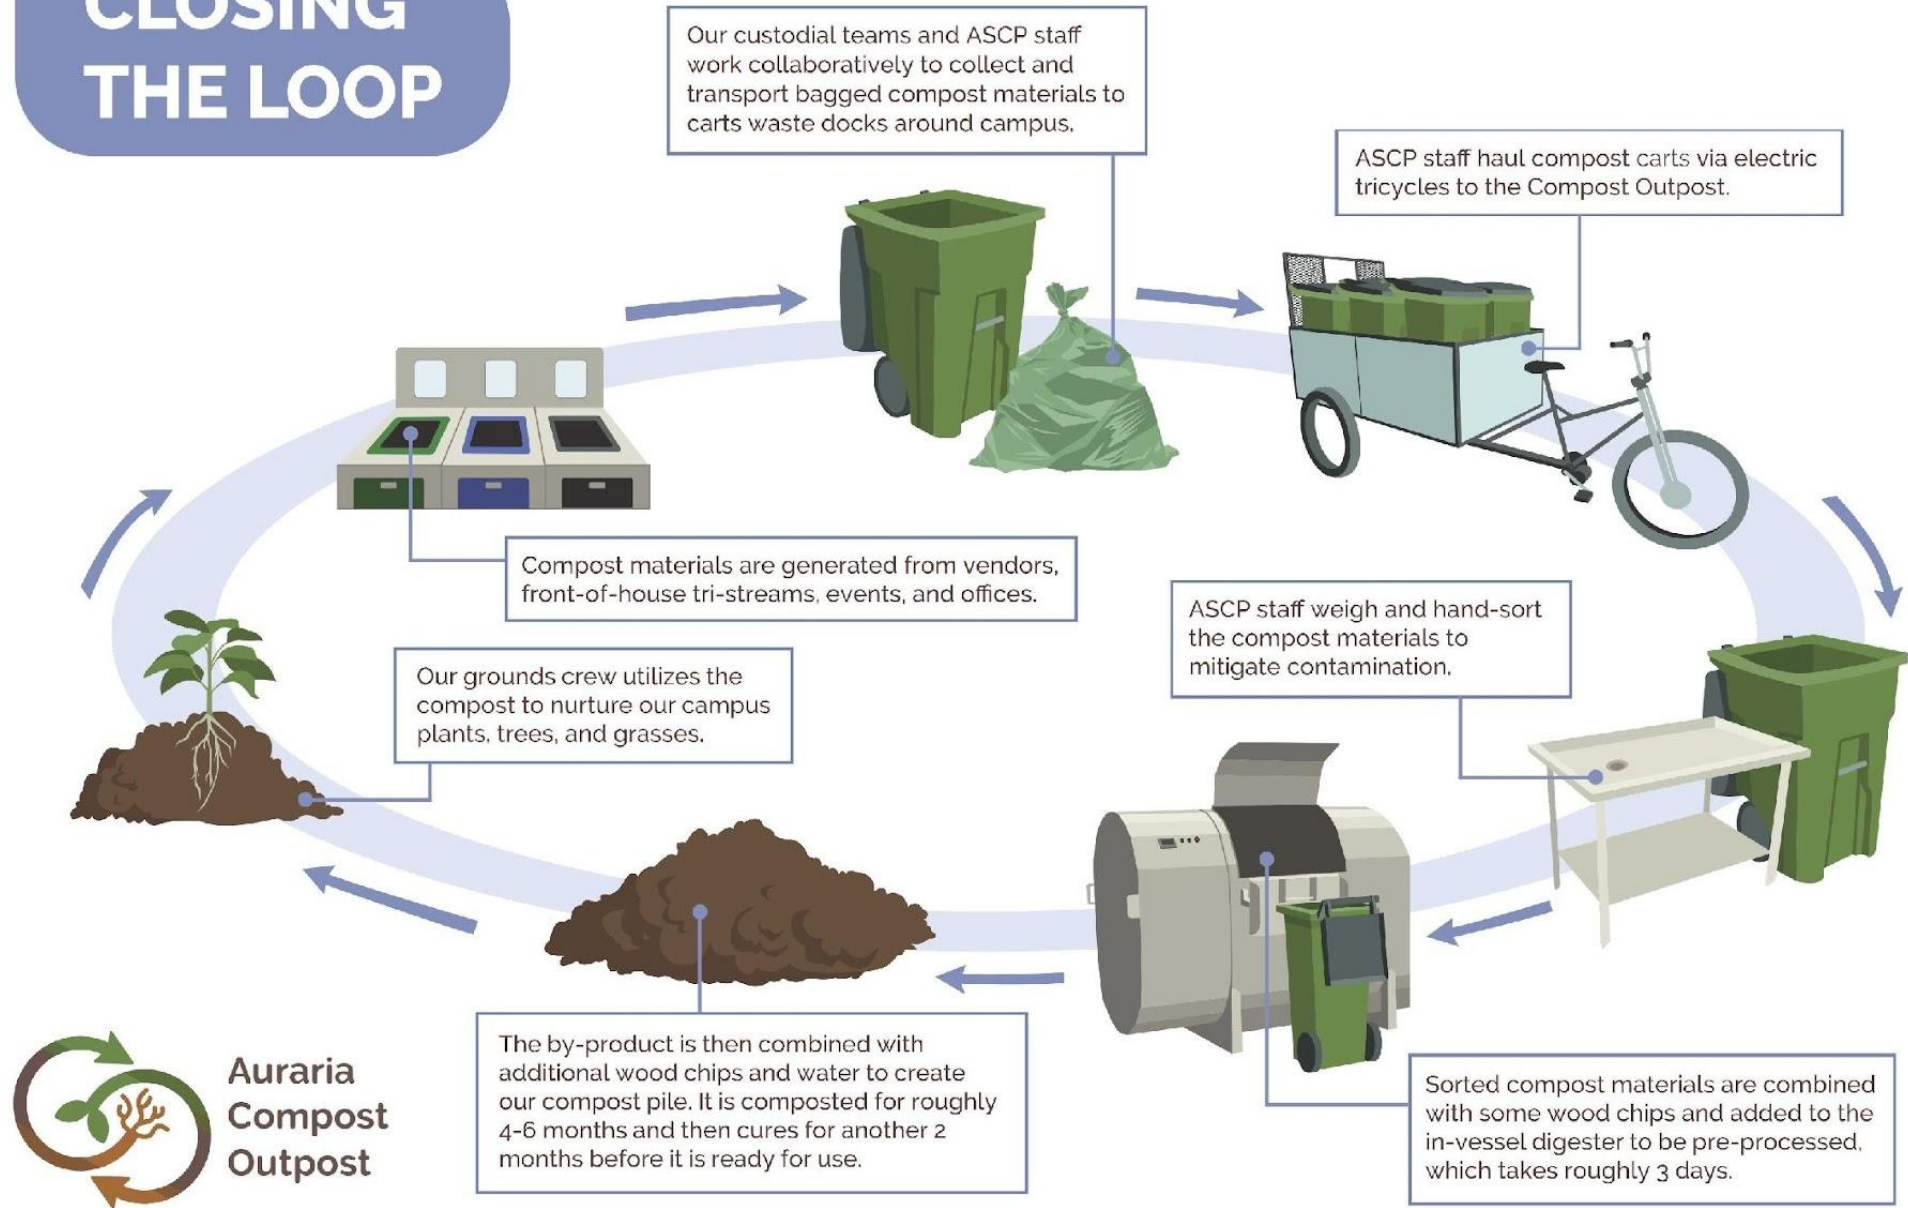 CLOSING
THE LOOP
Our custodial teams and ASCP staff
work collaboratively to collect and
transport bagged compost materials to
carts waste docks around campus.
ASCP staff haul compost carts via electric
tricycles to the Compost Outpost.
Compost materials are generated from vendors,
front-of-house tri-streams, events, and offices.
ASCP staff weigh and hand-sort
the compost materials to
mitigate contamination.
Our grounds crew utilizes the
compost to nurture our campus
plants, trees, and grasses.
The by-product is then combined with
additional wood chips and water to create
our compost pile. It is composted for roughly
4-6 months and then cures for another 2
months before it is ready for use.
Sorted compost materials are combined
with some wood chips and added to the
in-vessel digester to be pre-processed,
which takes roughly 3 days.
Auraria
Compost
Outpost